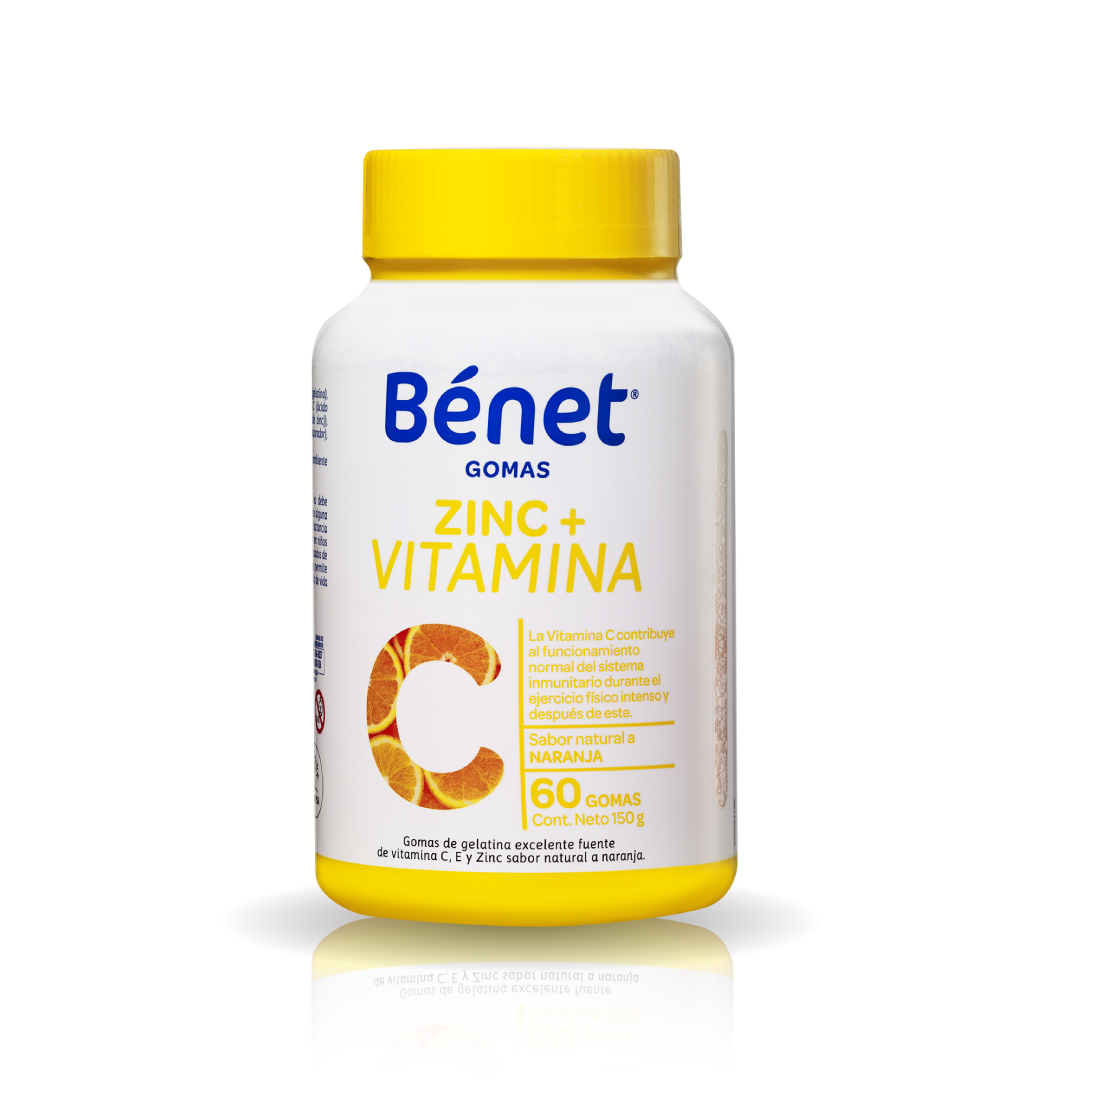 Bénet®
GOMAS
ZINC +
VITAMINA
C
La Vitamina C contribuye
al funcionamiento
normal del sistema
inmunitario durante el
ejercicio físico intenso y
después de este.
Sabor natural a
NARANJA
60 GOMAS
Cont. Neto 150 g
Gomas de gelatina excelente fuente
de vitamina C, E y Zinc sabor natural a naranja.